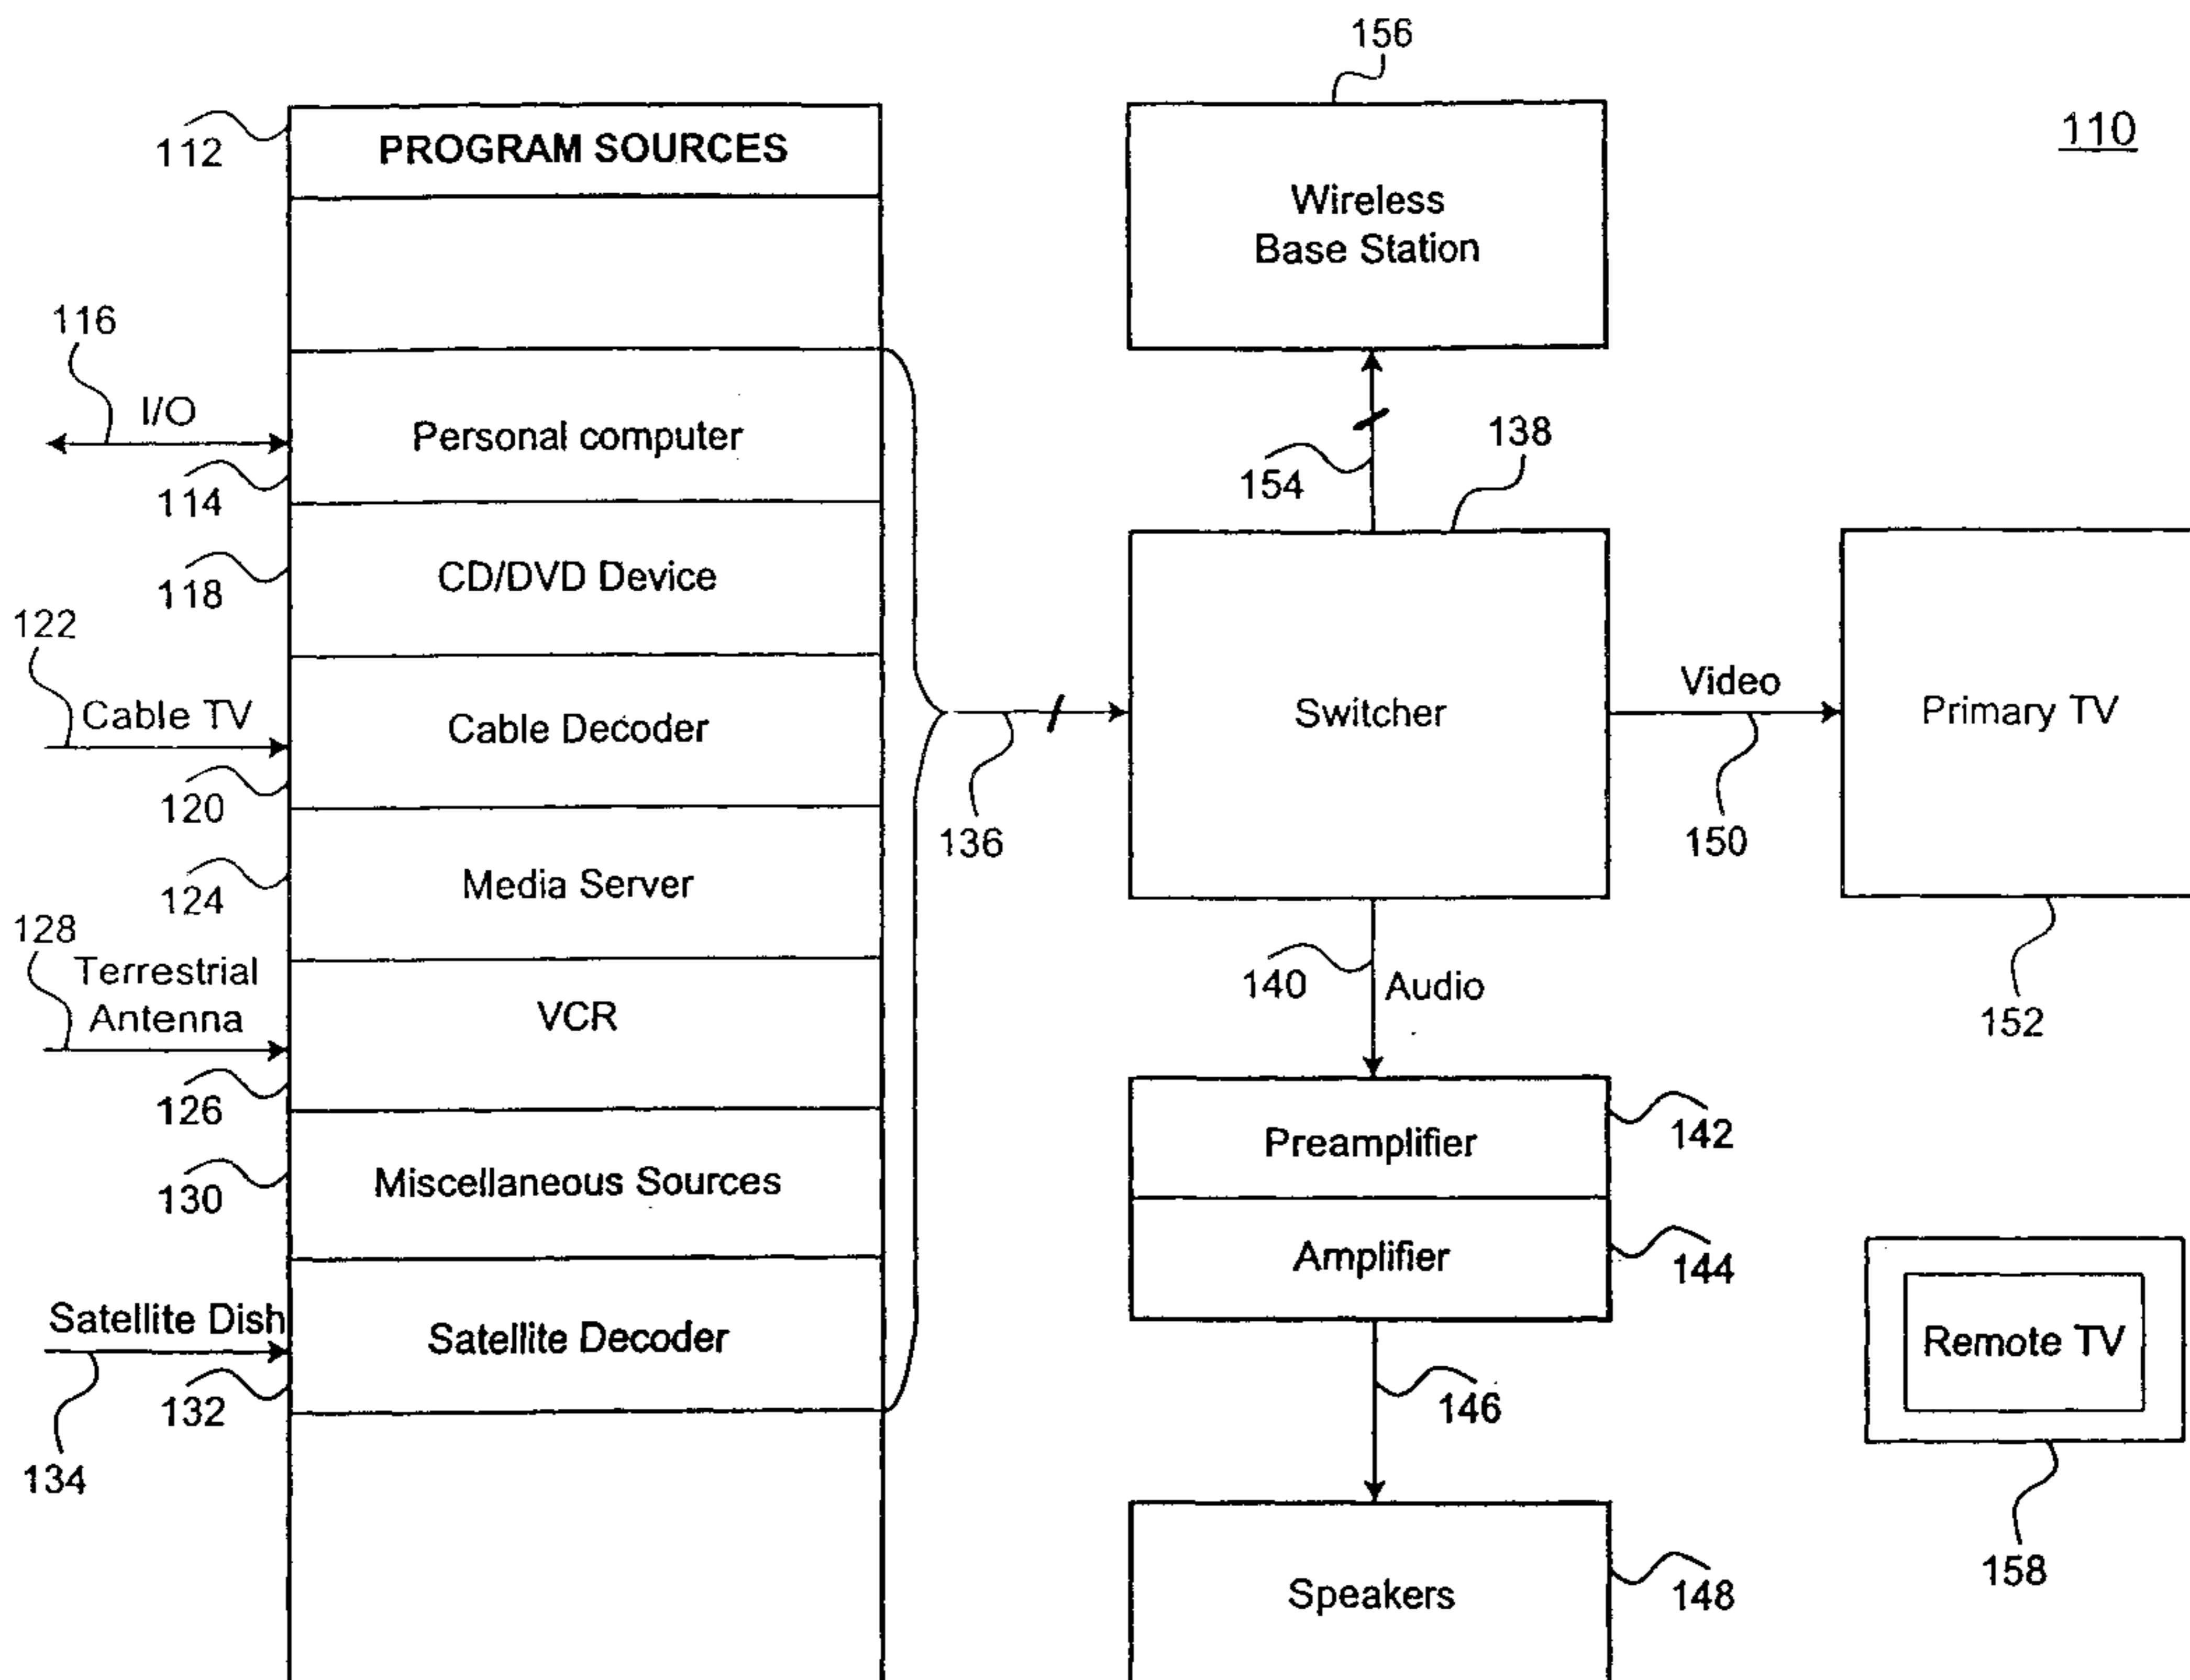 156
110
112
PROGRAM SOURCES
Wireless
Base Station
116
I/O
Personal computer
114
154
138
118
CD/DVD Device
122
Cable TV
Cable Decoder
120
136
Switcher
Video
150
Primary TV
152
124
Media Server
128
Terrestrial
Antenna
VCR
126
140
Audio
130
Miscellaneous Sources
Preamplifier
142
Amplifier
144
Satellite Dish
Satellite Decoder
132
134
146
Remote TV
158
Speakers
148